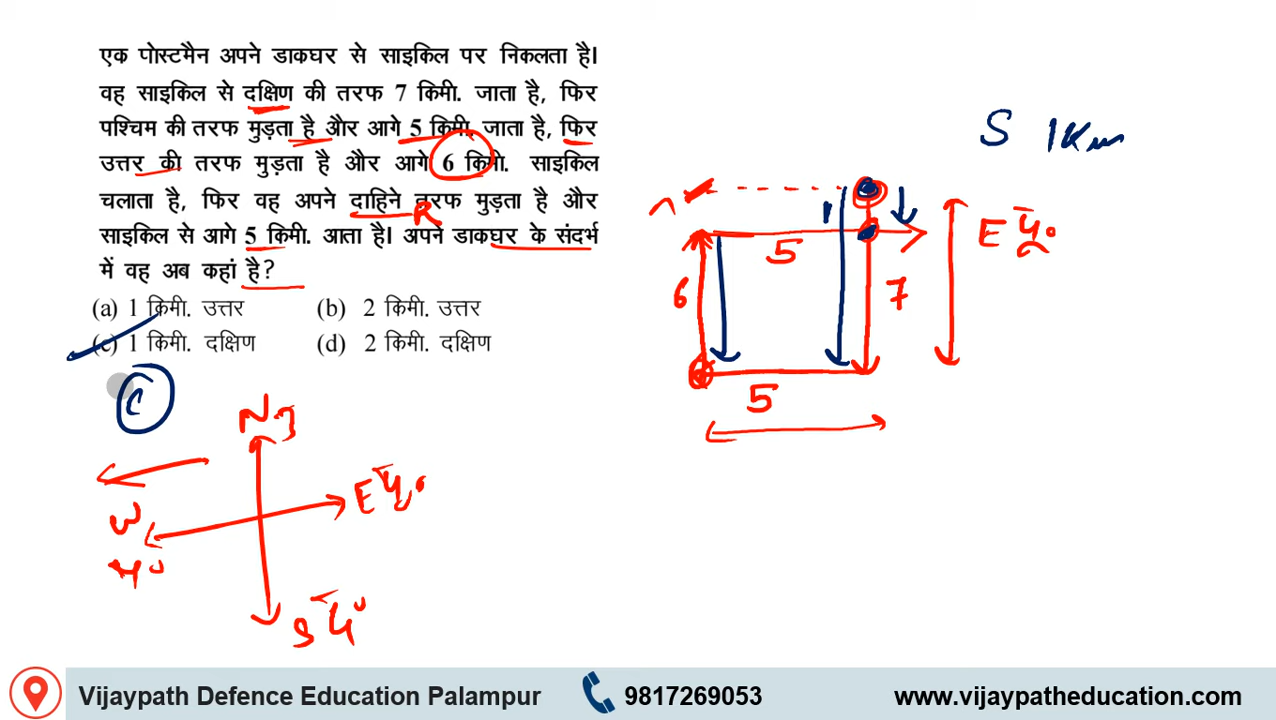 एक पोस्टमैन अपने डाकघर से साइकिल पर निकलता है।
वह साइकिल से दक्षिण की तरफ 7 किमी. जाता है, फिर
पश्चिम की तरफ मुड़ता है और आगे 5 किमी. जाता है, फिर
उत्तर की तरफ मुड़ता है और आगे 6 किमी. साइकिल
चलाता है, फिर वह अपने दाहिने तरफ मुड़ता है और
R
साइकिल से आगे 5 किमी. आता है। अपने डाकघर के संदर्भ
में वह अब कहां है?
(a) 1 किमी. उत्तर (b) 2 किमी. उत्तर
(c) 1 किमी. दक्षिण (d) 2 किमी. दक्षिण
C
S 1Km
1
5
E पू०
6
7
5
N उ
E पू०
W
प०
S
Vijaypath Defence Education Palampur
9817269053
www.vijaypatheducation.com